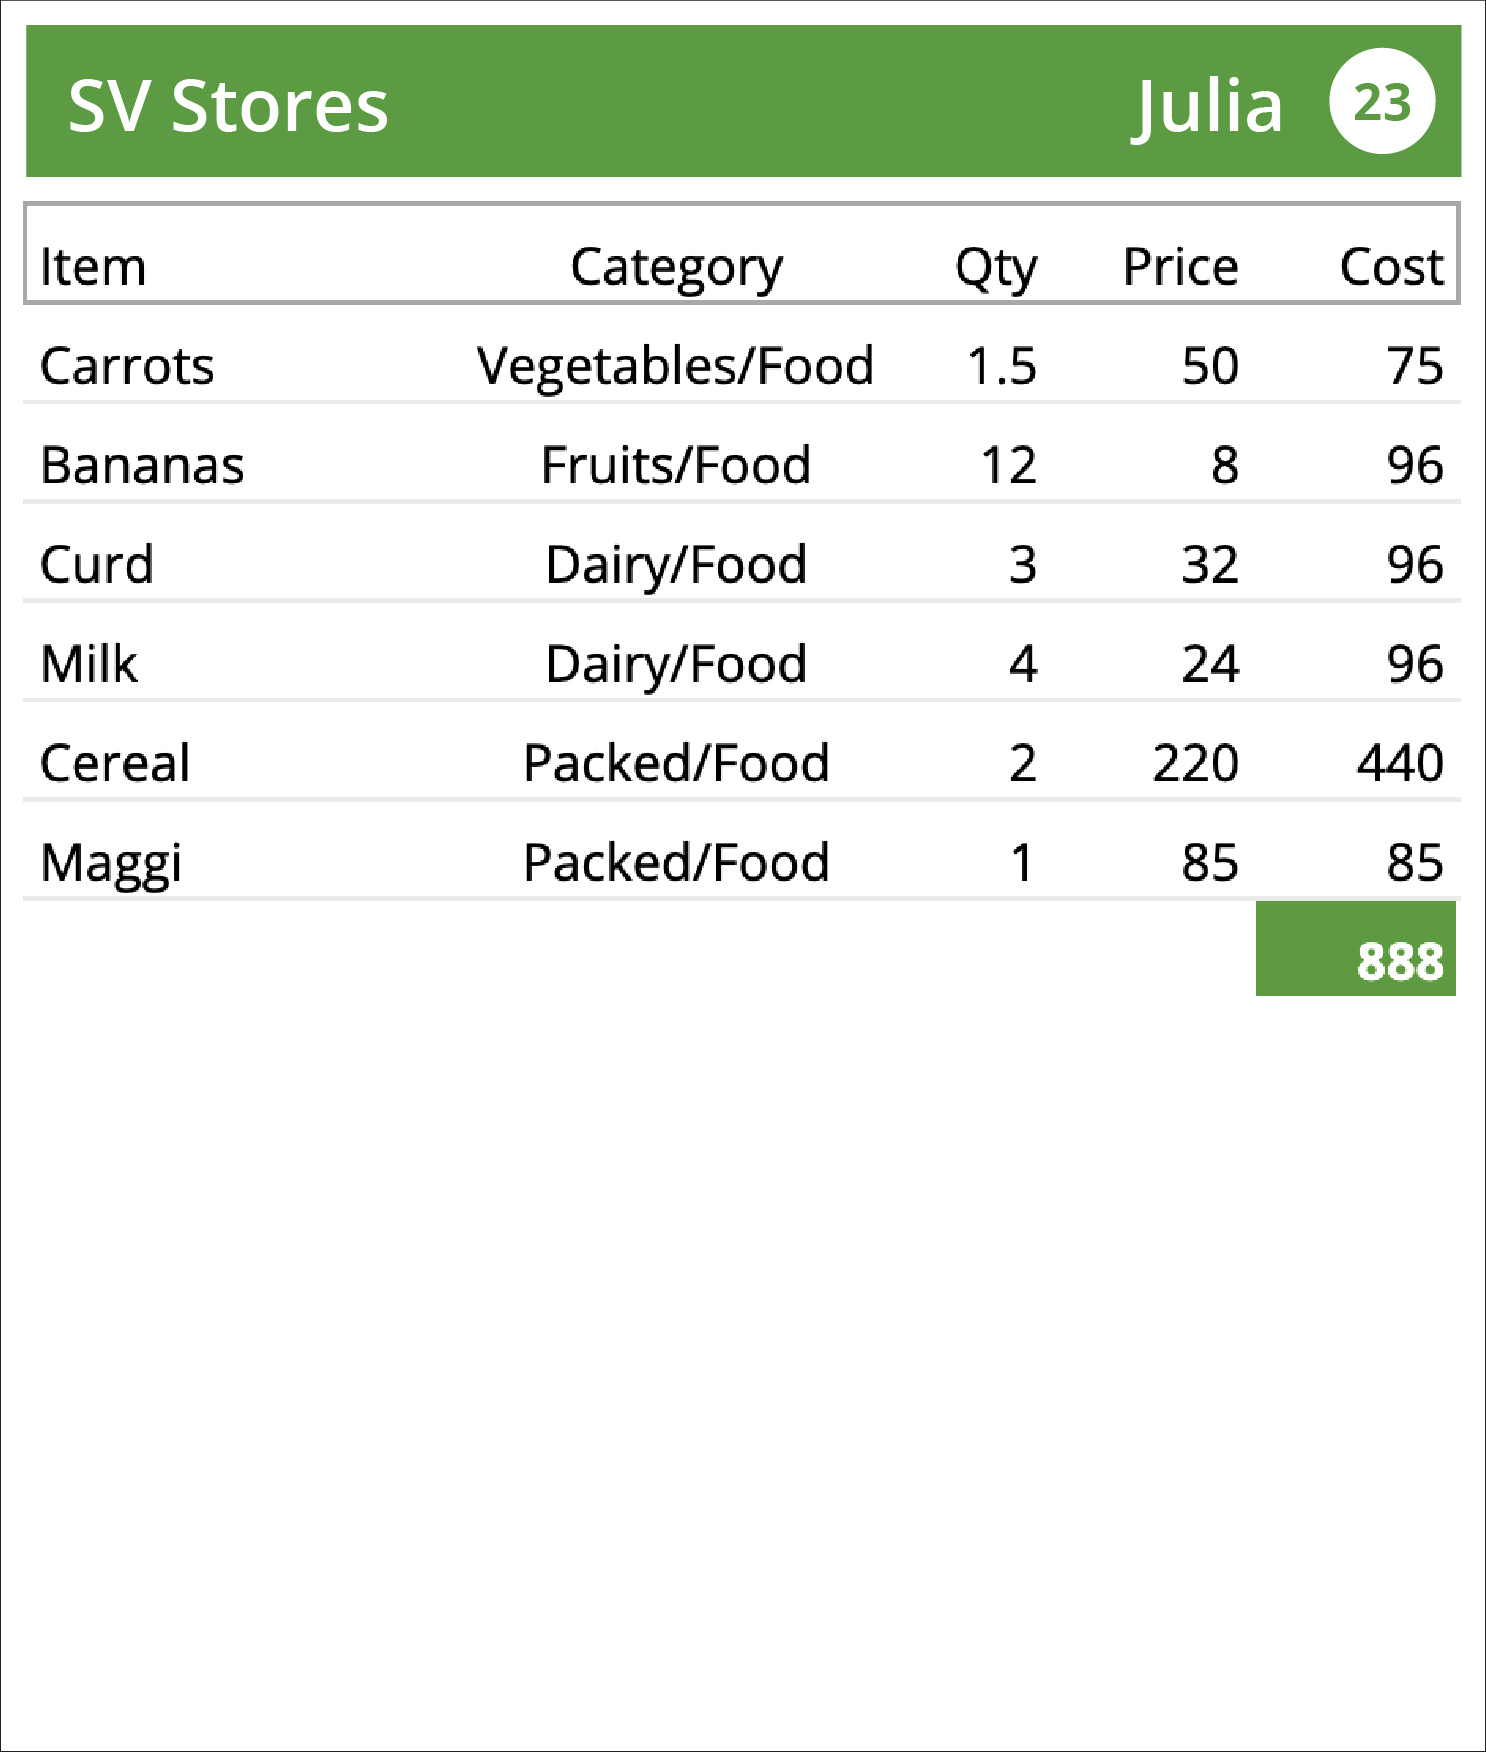 SV Stores Julia 23
Item Category Qty Price Cost
Carrots Vegetables/Food 1.5 50 75
Bananas Fruits/Food 12 8 96
Curd Dairy/Food 3 32 96
Milk Dairy/Food 4 24 96
Cereal Packed/Food 2 220 440
Maggi Packed/Food 1 85 85
888